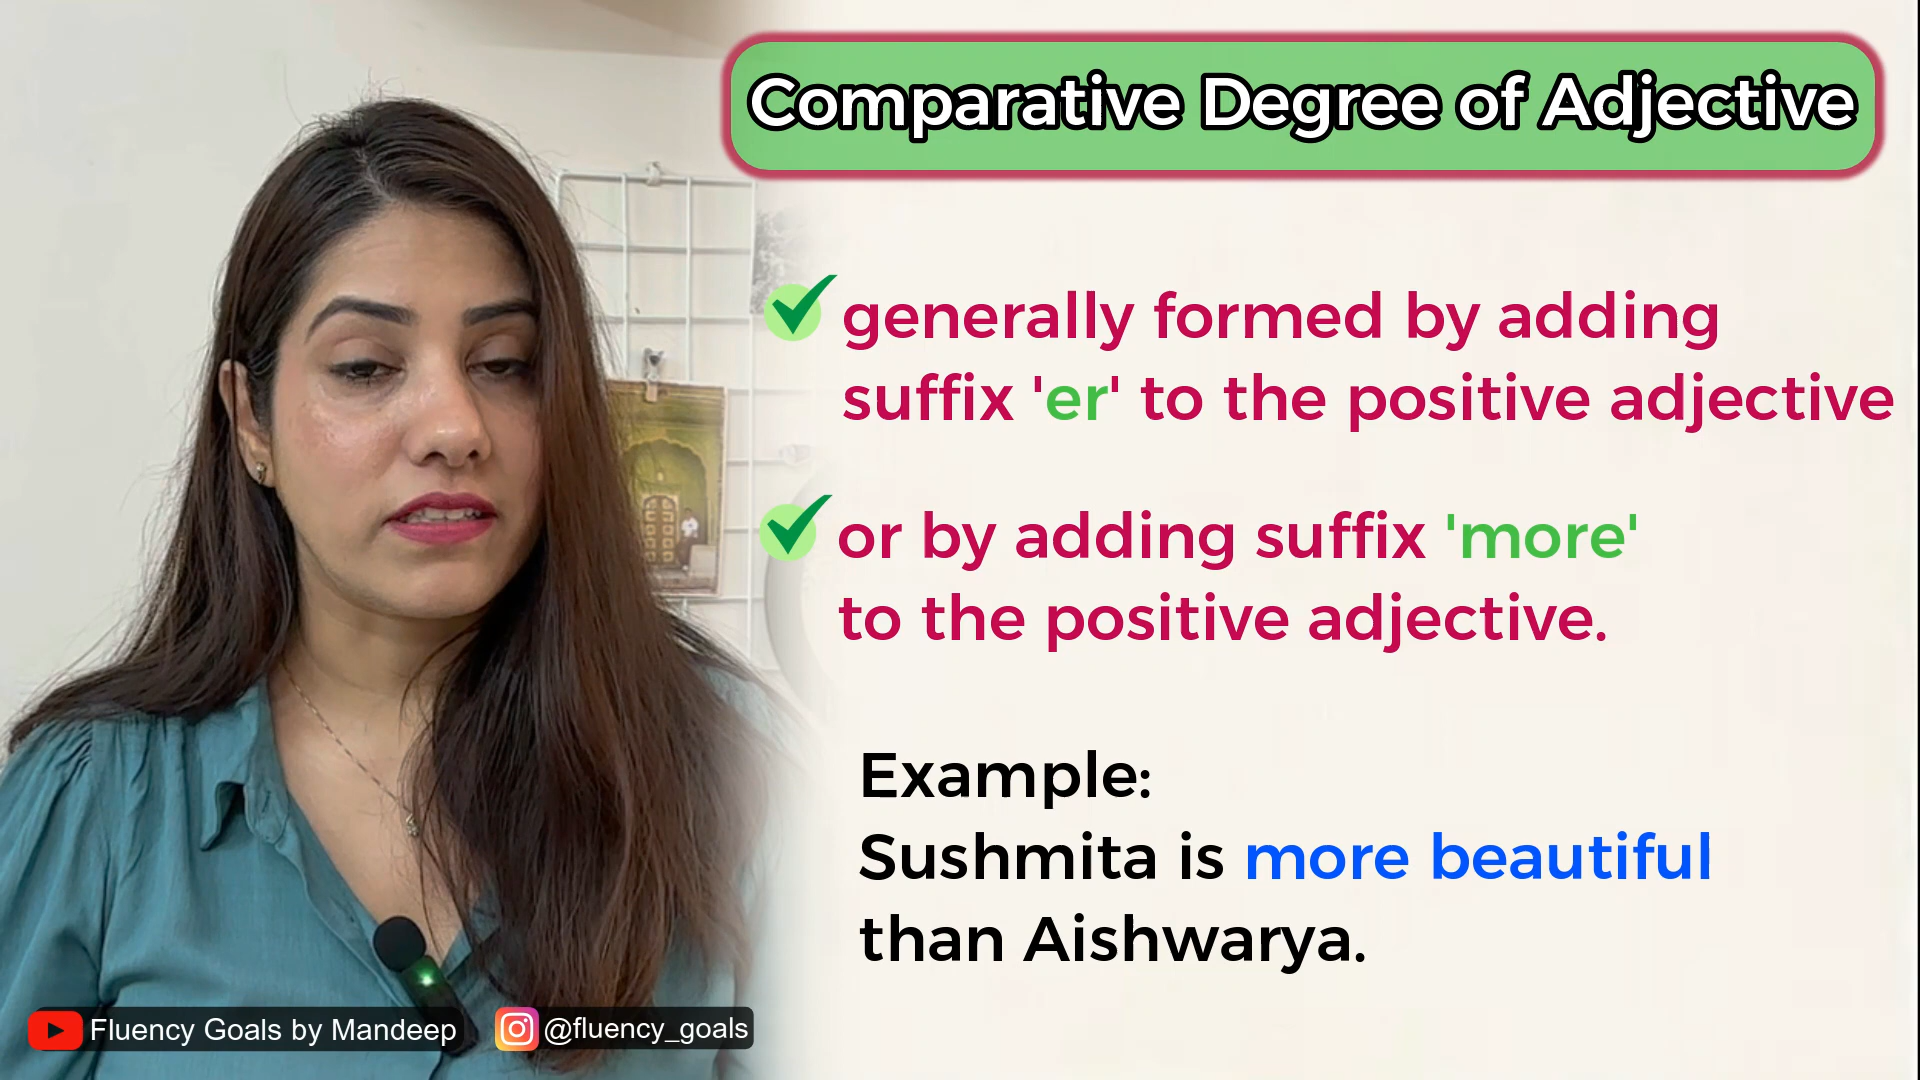 Comparative Degree of Adjective
generally formed by adding
suffix 'er' to the positive adjective
or by adding suffix 'more'
to the positive adjective.
Example:
Sushmita is more beautiful
than Aishwarya.
Fluency Goals by Mandeep
@fluency_goals